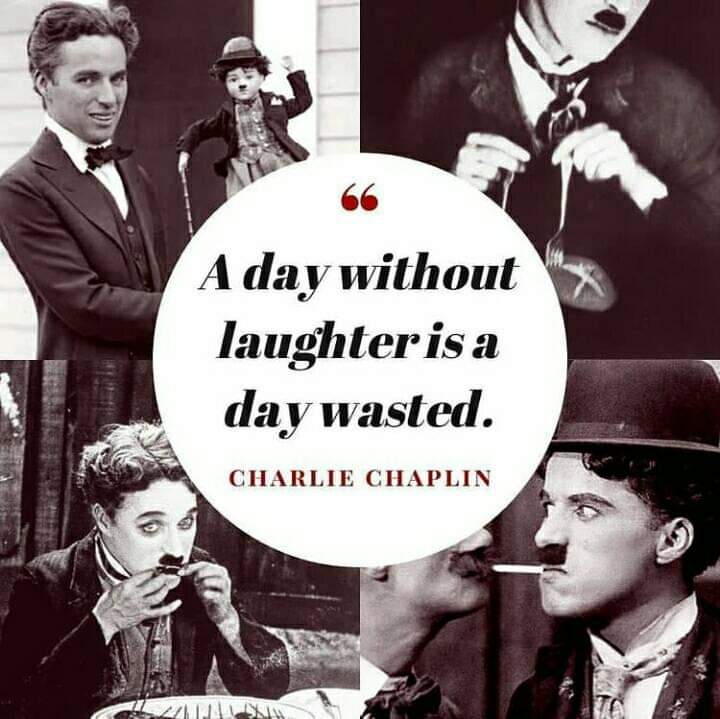 “
A day without
laughter is a
day wasted.
CHARLIE CHAPLIN